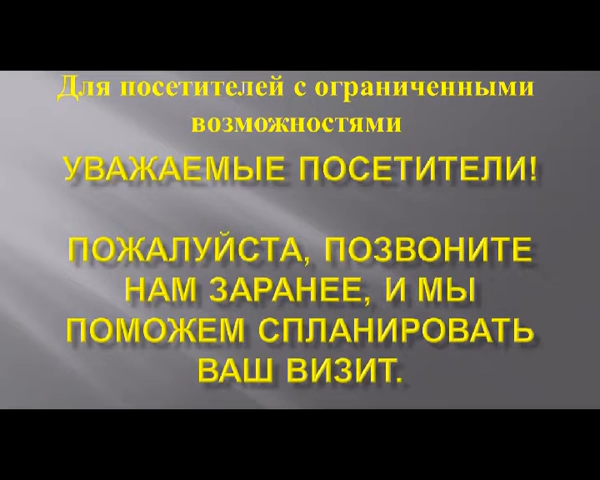 Для посетителей с ограниченными
возможностями
УВАЖАЕМЫЕ ПОСЕТИТЕЛИ!
ПОЖАЛУЙСТА, ПОЗВОНИТЕ
НАМ ЗАРАНЕЕ, И МЫ
ПОМОЖЕМ СПЛАНИРОВАТЬ
ВАШ ВИЗИТ.